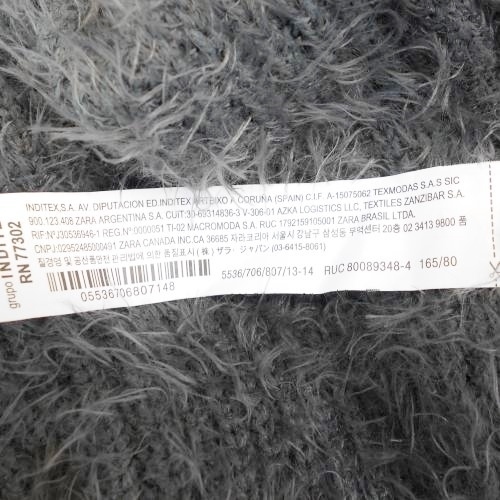 grupo INDITE
RN 77302
INDITEX,S.A. AV. DIPUTACION ED.INDITEX ARTEIXO A CORUÑA (SPAIN) C.I.F. A-15075062 TEXMODAS S.A.S SIC
900.123.408 ZARA ARGENTINA S.A. CUIT:30-69314836-3 V-306-01 AZKA LOGISTICS LLC, TEXTILES ZANZIBAR S.A.
RIF:NºJ30536946-1 REG.Nº.0000051 TI-02 MACROMODA S.A. RUC 1792159105001 ZARA BRASIL LTDA.
CNPJ:02952485000491 ZARA CANADA INC.CA 36685 자라코리아 서울시 강남구 삼성동 무역센터 20층 02 3413 9800 전
질경영 및 공산품안전 관리법에 의한 품질표시 (株) ザラ・ジャパン (03-6415-8061)
05536706807148
5536/706/807/13-14 RUC 80089348-4 165/80